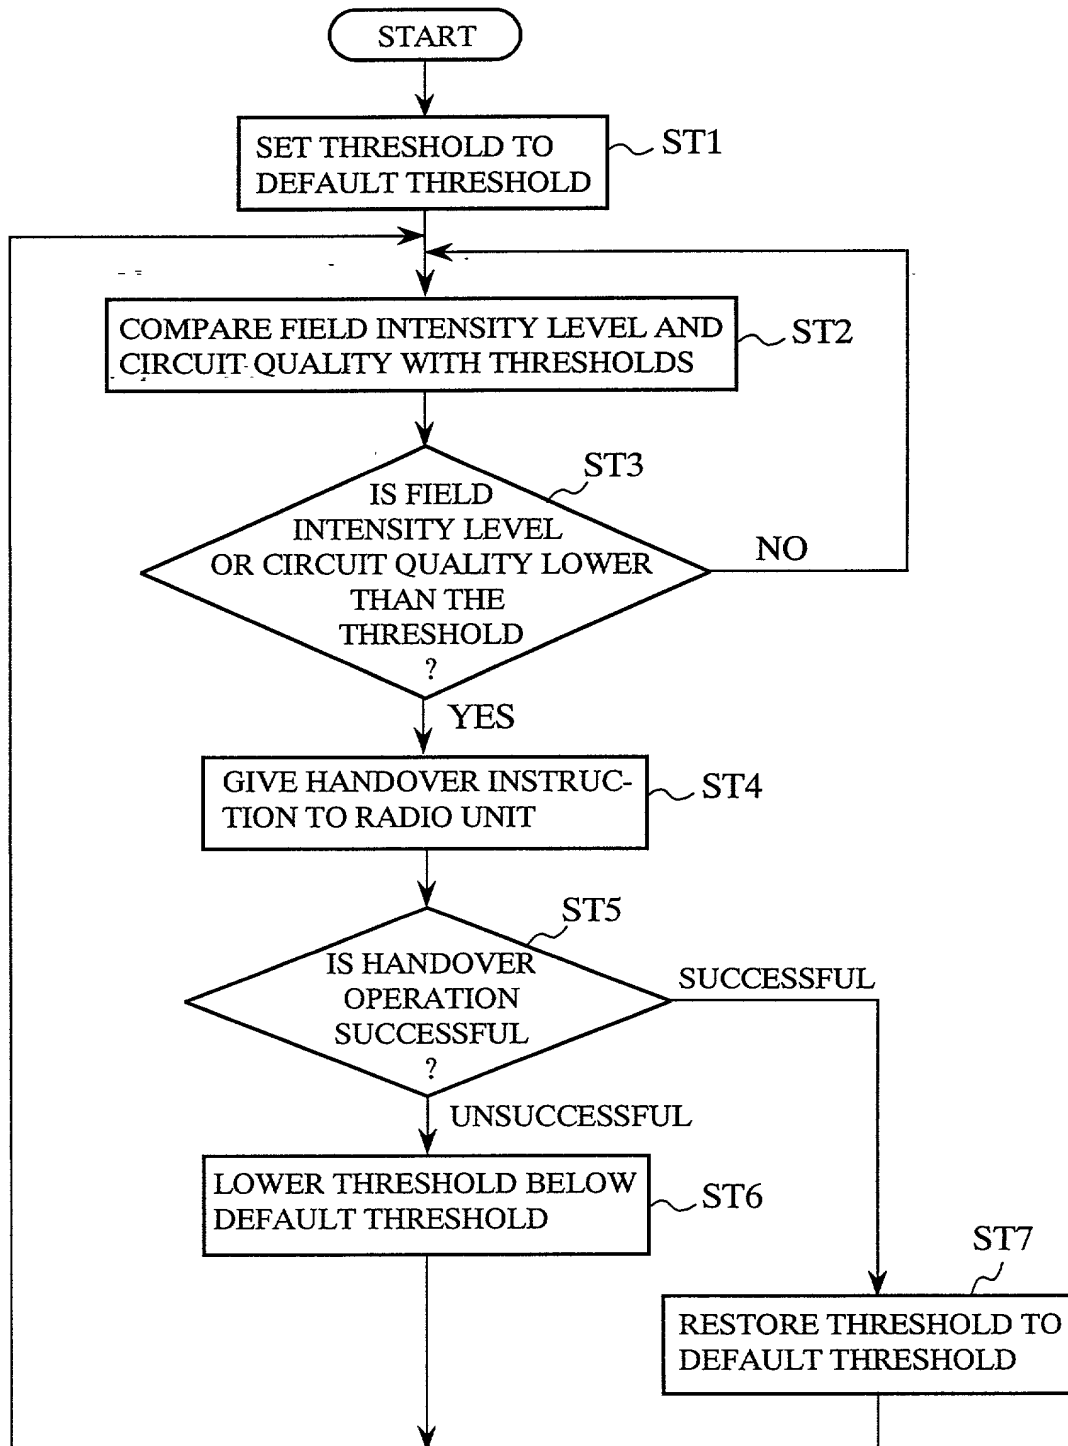 START
SET THRESHOLD TO
DEFAULT THRESHOLD
ST1
COMPARE FIELD INTENSITY LEVEL AND
CIRCUIT QUALITY WITH THRESHOLDS
ST2
ST3
IS FIELD
INTENSITY LEVEL
OR CIRCUIT QUALITY LOWER
THAN THE
THRESHOLD
?
NO
YES
GIVE HANDOVER INSTRUC-
TION TO RADIO UNIT
ST4
ST5
IS HANDOVER
OPERATION
SUCCESSFUL
?
SUCCESSFUL
UNSUCCESSFUL
LOWER THRESHOLD BELOW
DEFAULT THRESHOLD
ST6
ST7
RESTORE THRESHOLD TO
DEFAULT THRESHOLD